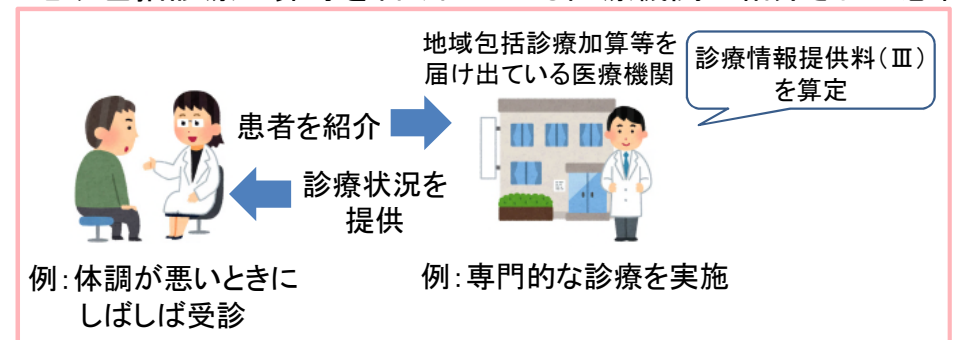 地域包括診療加算等を
届け出ている医療機関
診療情報提供料(Ⅲ)
を算定
患者を紹介
診療状況を
提供
例:体調が悪いときに
しばしば受診
例:専門的な診療を実施